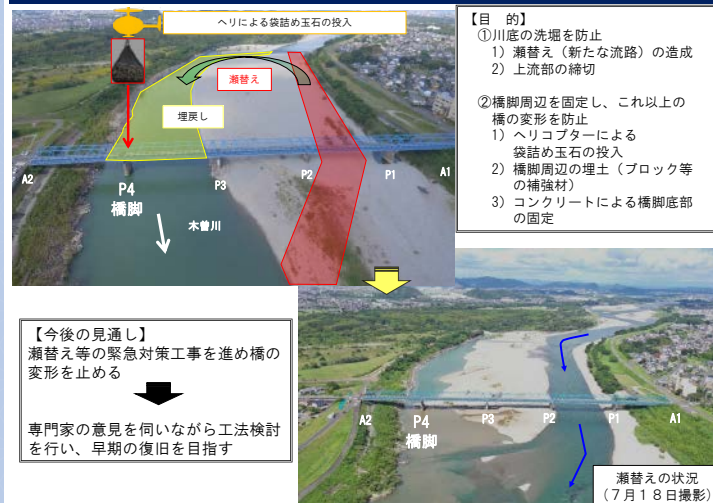 ヘリによる袋詰め玉石の投入
瀬替え
埋戻し
A2
P4
橋脚
P3
P2
P1
A1
木曽川
【目 的】
①川底の洗堀を防止
1)瀬替え(新たな流路)の造成
2)上流部の締切
②橋脚周辺を固定し、これ以上の
橋の変形を防止
1)ヘリコプターによる
袋詰め玉石の投入
2)橋脚周辺の埋土(ブロック等
の補強材)
3)コンクリートによる橋脚底部
の固定
【今後の見通し】
瀬替え等の緊急対策工事を進め橋の
変形を止める
専門家の意見を伺いながら工法検討
を行い、早期の復旧を目指す
A2
P4
橋脚
P3
P2
P1
A1
瀬替えの状況
(7月18日撮影)